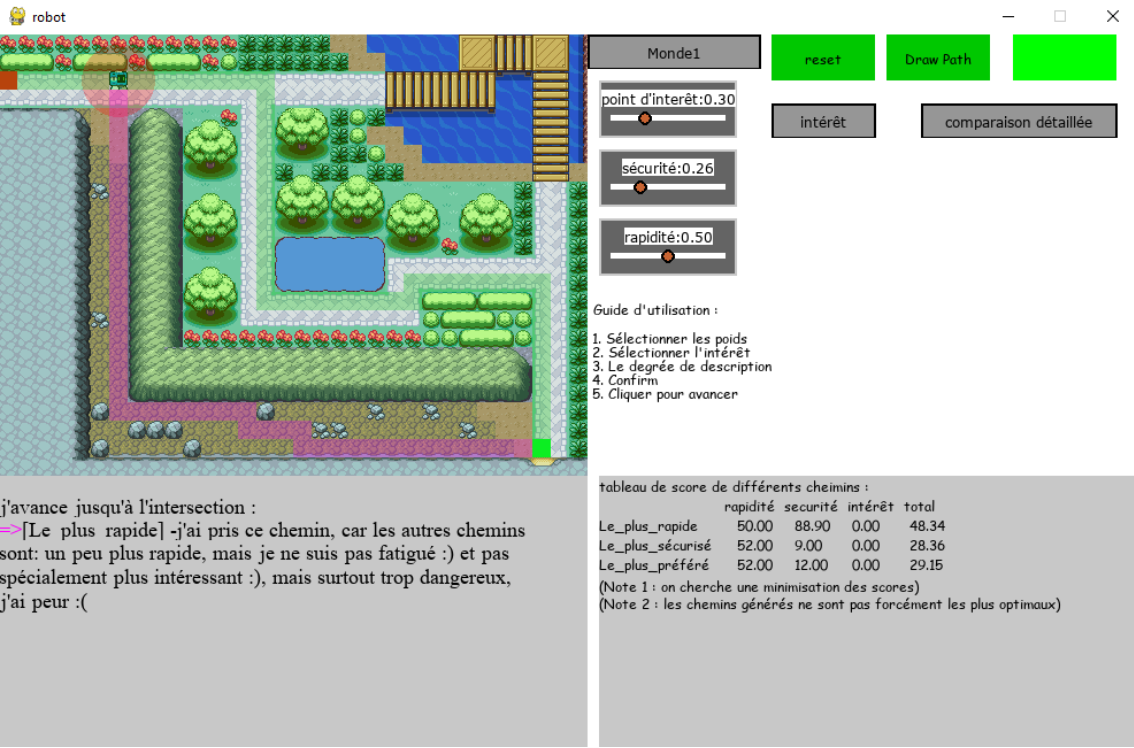 robot
Monde1
reset
Draw Path
point d'interêt:0.30
intérêt
comparaison détaillée
sécurité:0.26
rapidité:0.50
Guide d'utilisation :
1. Sélectionner les poids
2. Sélectionner l'intérêt
3. Le degrée de description
4. Confirm
5. Cliquer pour avancer
j'avance jusqu'à l'intersection :
=>[Le plus rapide] -j'ai pris ce chemin, car les autres chemins
sont: un peu plus rapide, mais je ne suis pas fatigué :) et pas
spécialement plus intéressant :), mais surtout trop dangereux,
j'ai peur :(
tableau de score de différents cheimins :
rapidité securité intérêt total
Le_plus_rapide 50.00 88.90 0.00 48.34
Le_plus_sécurisé 52.00 9.00 0.00 28.36
Le_plus_préféré 52.00 12.00 0.00 29.15
(Note 1 : on cherche une minimisation des scores)
(Note 2 : les chemins générés ne sont pas forcément les plus optimaux)